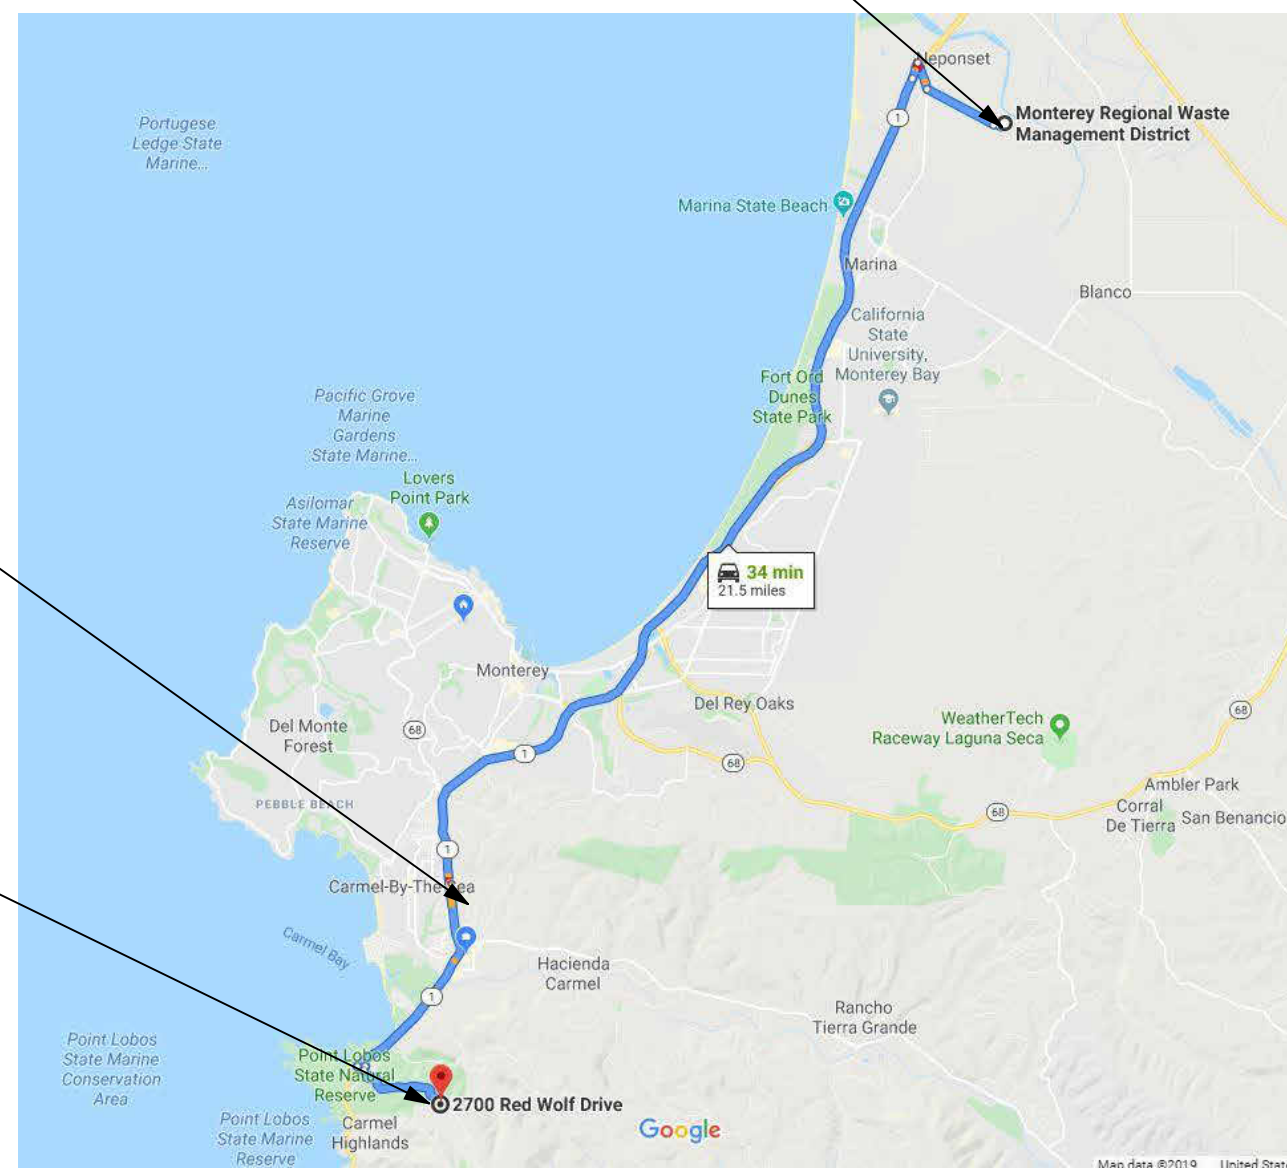 Neponset
Monterey Regional Waste
Management District
Portugese
Ledge State
Marine...
1
Marina State Beach
Marina
Blanco
California
State
University,
Monterey Bay
Fort Ord
Dunes
State Park
Pacific Grove
Marine
Gardens
State Marine...
Lovers
Point Park
Asilomar
State Marine
Reserve
34 min
21.5 miles
Monterey
Del Rey Oaks
68
WeatherTech
Raceway Laguna Seca
Del Monte
Forest
68
1
68
Ambler Park
PEBBLE BEACH
68
Corral
De Tierra
San Benancio
1
Carmel-By-The-Sea
Carmel Bay
Hacienda
Carmel
1
Rancho
Tierra Grande
Point Lobos
State Marine
Conservation
Area
Point Lobos
State Natural
Reserve
2700 Red Wolf Drive
Point Lobos
State Marine
Reserve
Carmel
Highlands
Google
Map data ©2019 United State